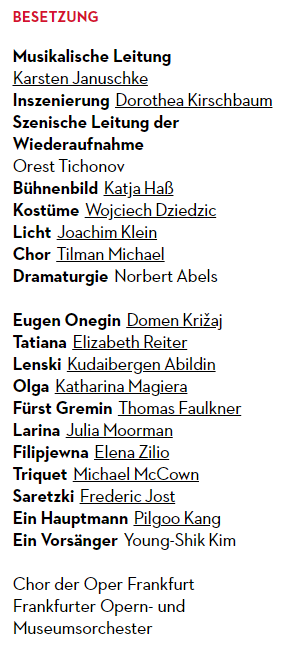 BESETZUNG
Musikalische Leitung
Karsten Januschke
Inszenierung Dorothea Kirschbaum
Szenische Leitung der
Wiederaufnahme
Orest Tichonov
Bühnenbild Katja Haß
Kostüme Wojciech Dziedzic
Licht Joachim Klein
Chor Tilman Michael
Dramaturgie Norbert Abels
Eugen Onegin Domen Križaj
Tatiana Elizabeth Reiter
Lenski Kudaibergen Abildin
Olga Katharina Magiera
Fürst Gremin Thomas Faulkner
Larina Julia Moorman
Filipjewna Elena Zilio
Triquet Michael McCown
Saretzki Frederic Jost
Ein Hauptmann Pilgoo Kang
Ein Vorsänger Young-Shik Kim
Chor der Oper Frankfurt
Frankfurter Opern- und
Museumsorchester